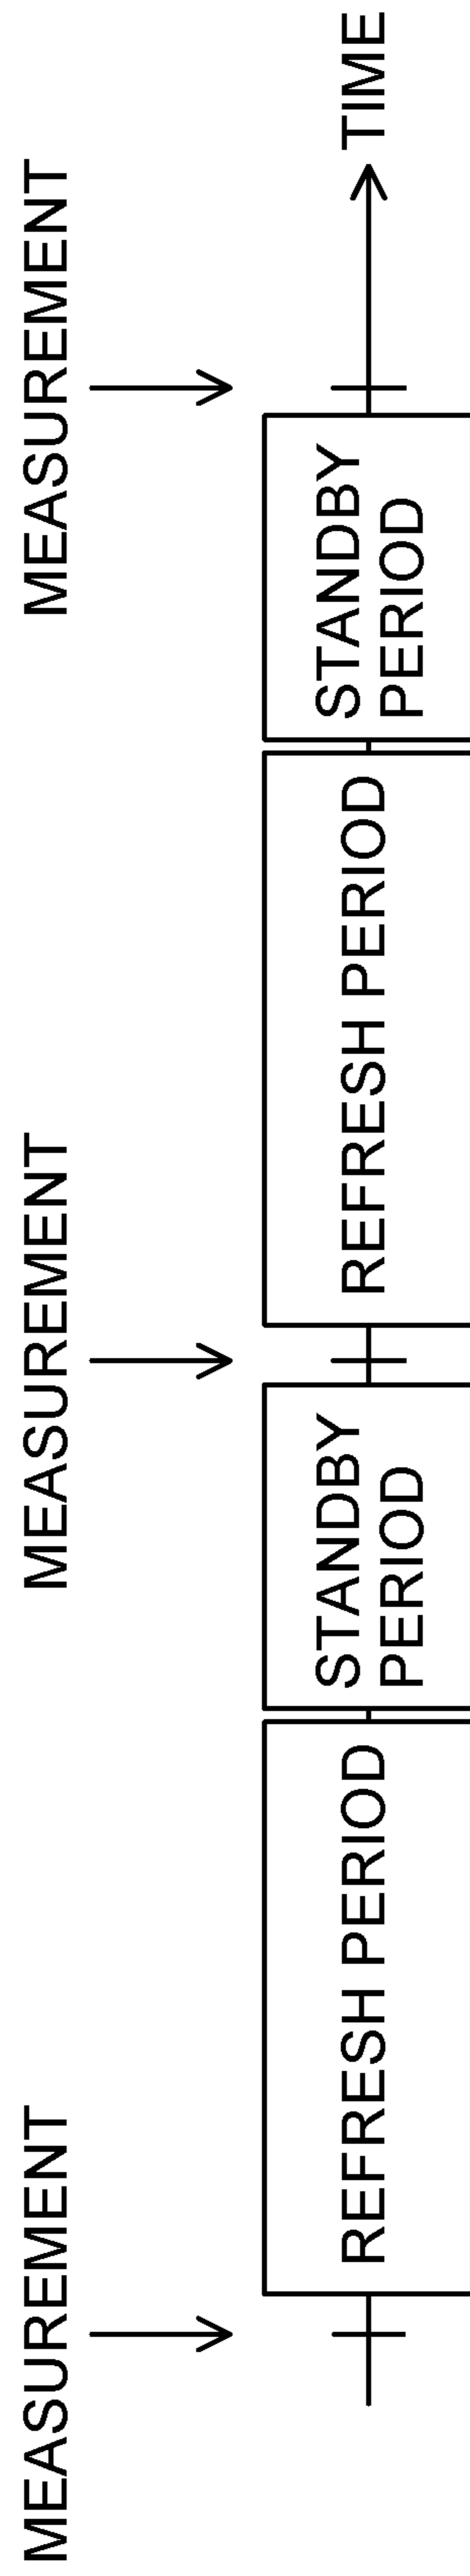 MEASUREMENT
MEASUREMENT
MEASUREMENT
REFRESH PERIOD
STANDBY
PERIOD
REFRESH PERIOD
STANDBY
PERIOD
TIME